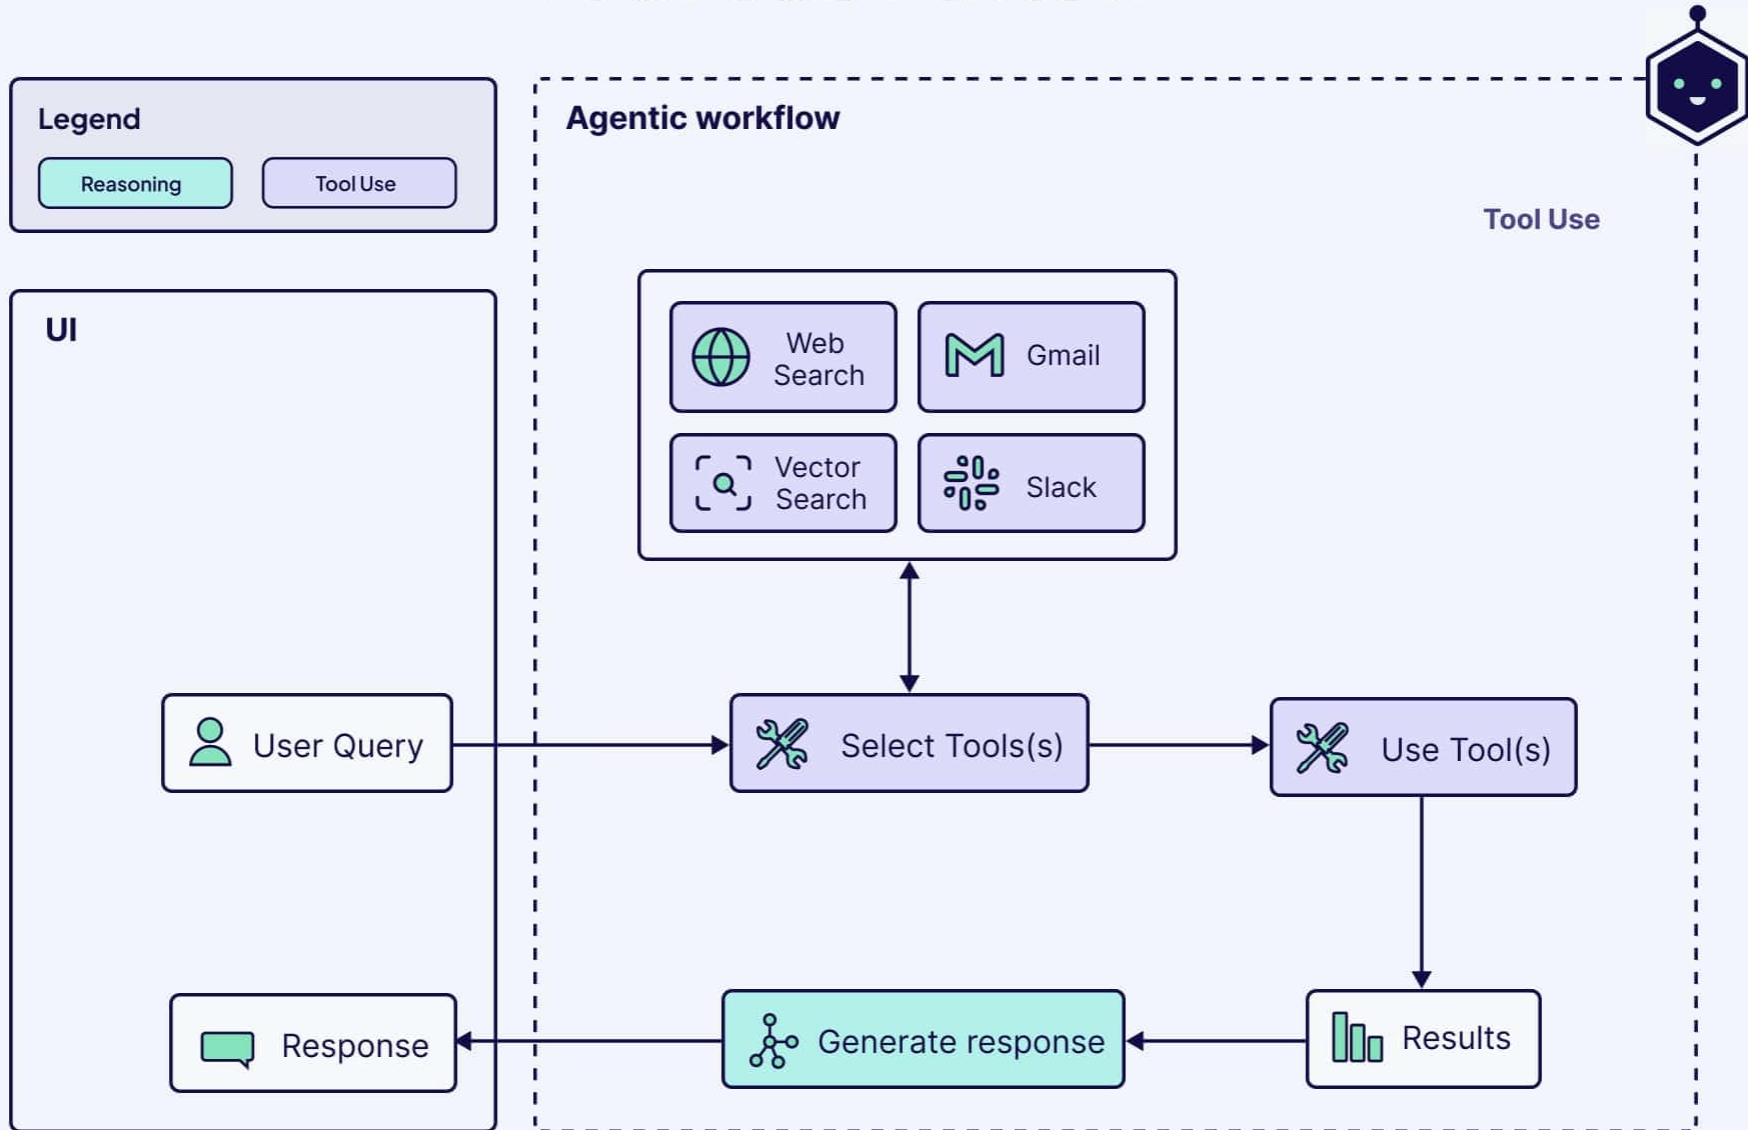 Legend
Reasoning
Tool Use
UI
User Query
Response
Agentic workflow
Tool Use
Web
Search
Gmail
Vector
Search
Slack
Select Tools(s)
Use Tool(s)
Generate response
Results